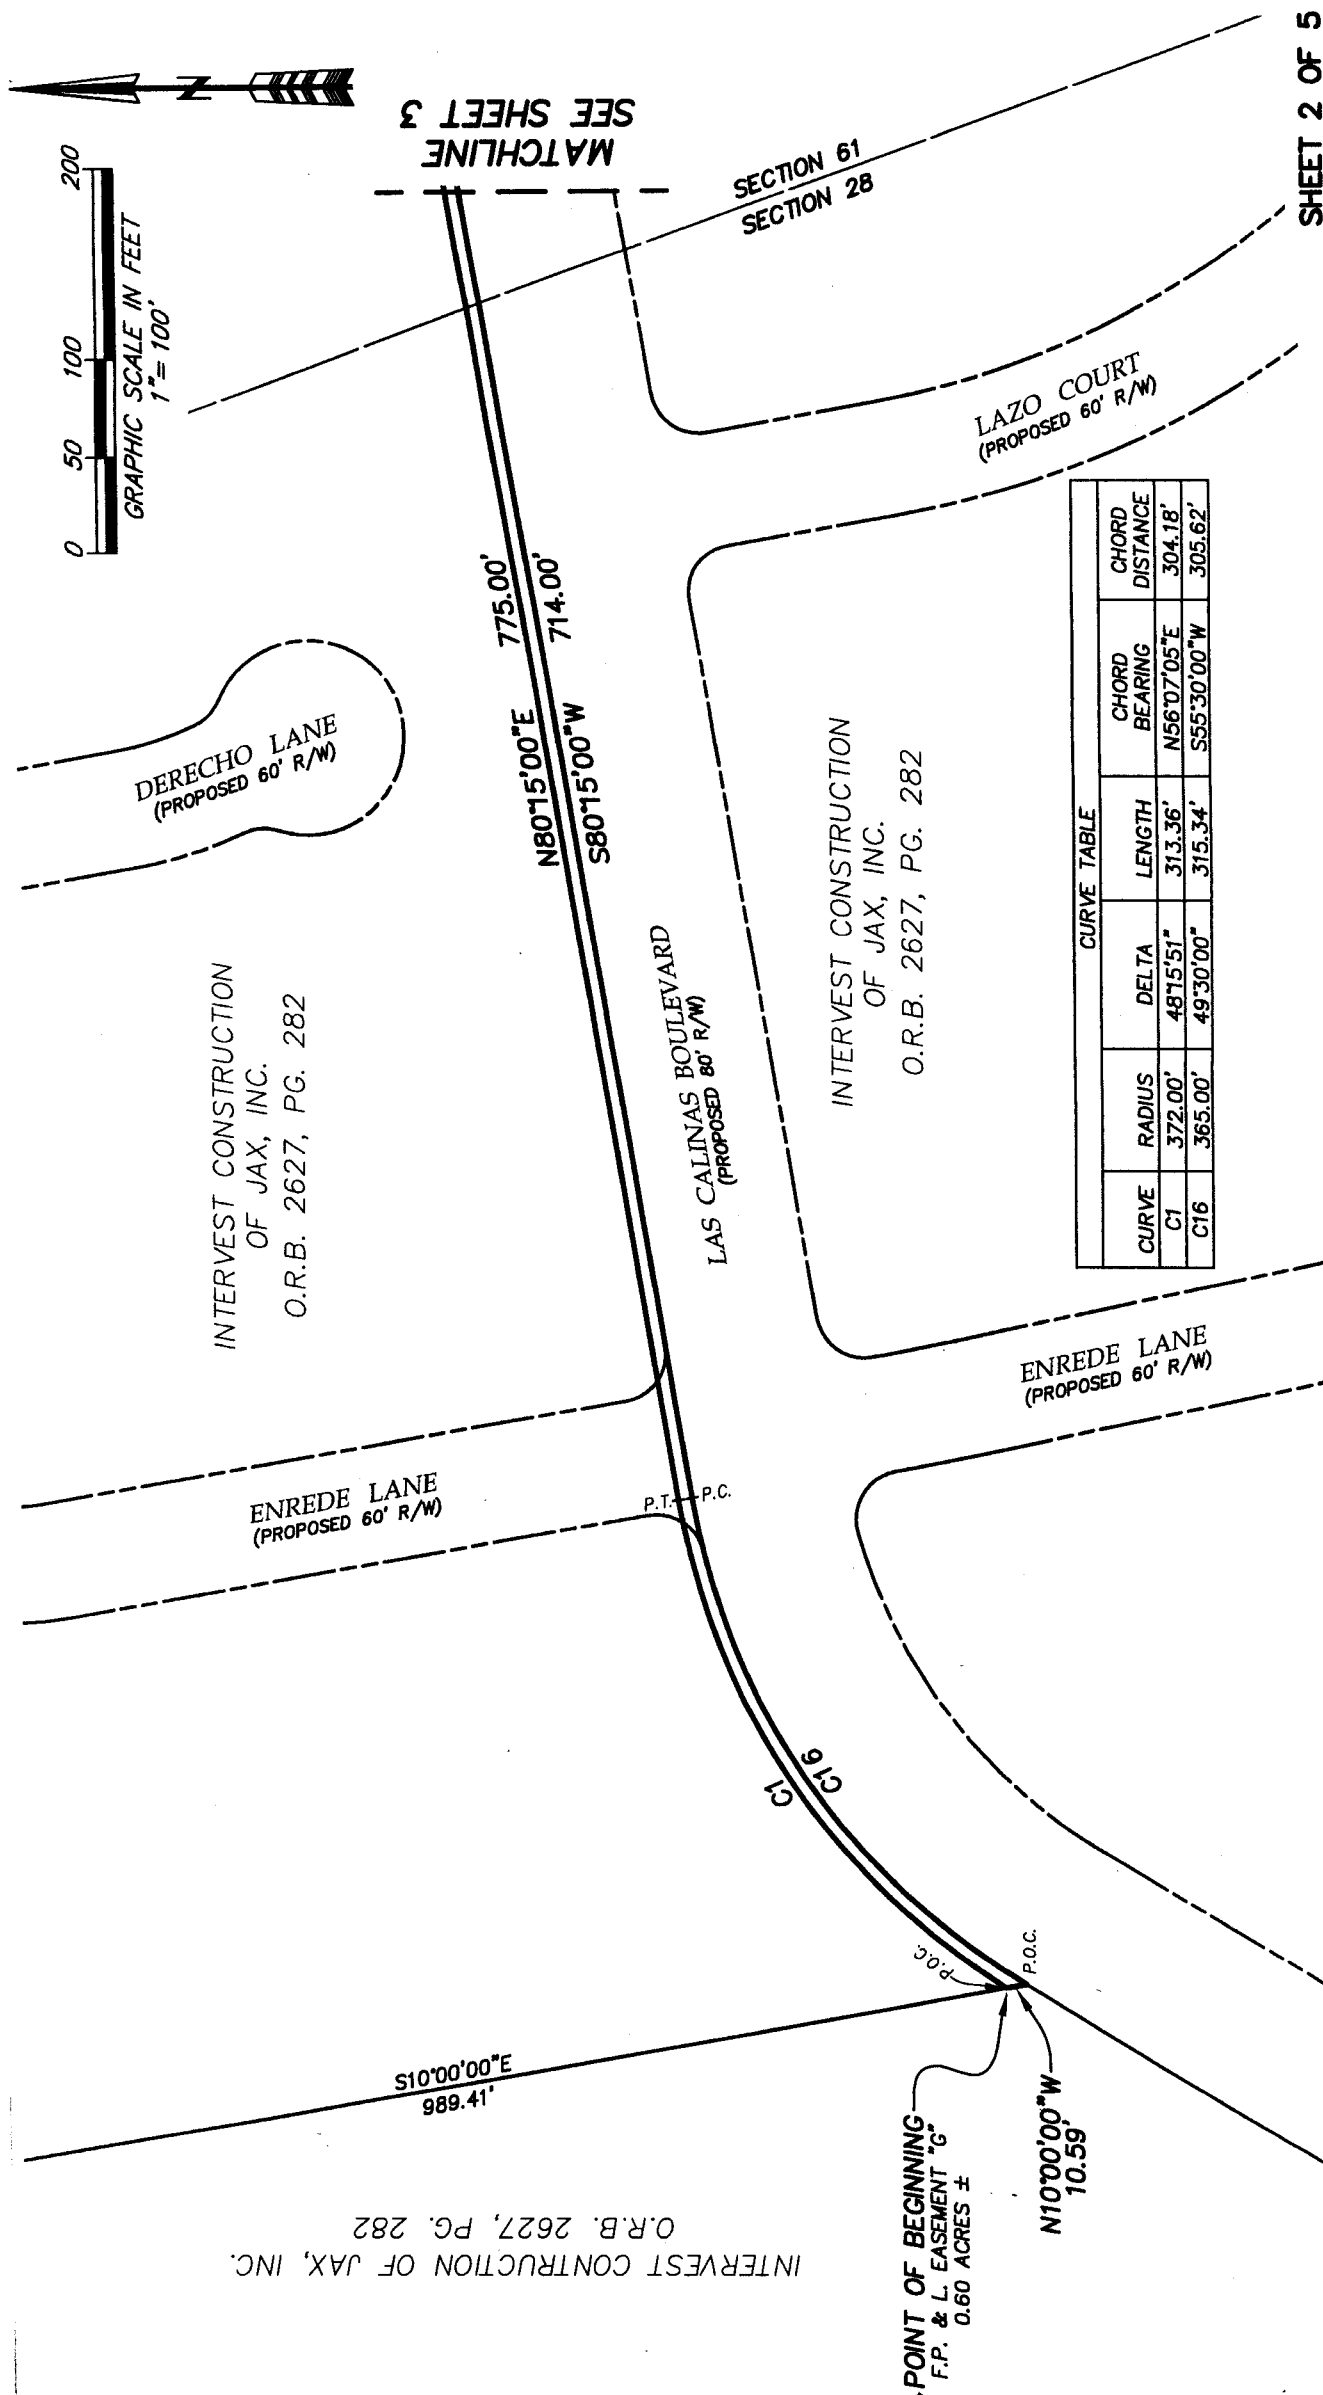 N
0 50 100 200
GRAPHIC SCALE IN FEET
1"= 100'
MATCHLINE
SEE SHEET 3
SECTION 61
SECTION 28
DERECHO LANE
(PROPOSED 60' R/W)
INTERVEST CONSTRUCTION
OF JAX, INC.
O.R.B. 2627, PG. 282
ENREDE LANE
(PROPOSED 60' R/W)
S10°00'00"E
989.41'
INTERVEST CONTRUCTION OF JAX, INC.
O.R.B. 2627, PG. 282
N80°15'00"E 775.00'
S80°15'00"W 714.00'
LAS CALINAS BOULEVARD
(PROPOSED 80' R/W)
P.T.
P.C.
C1
C16
P.O.C.
P.O.C.
POINT OF BEGINNING
F.P. & L. EASEMENT "G"
0.60 ACRES ±
N10°00'00"W
10.59'
INTERVEST CONSTRUCTION
OF JAX, INC.
O.R.B. 2627, PG. 282
LAZO COURT
(PROPOSED 60' R/W)
ENREDE LANE
(PROPOSED 60' R/W)
CURVE TABLE
CURVE RADIUS DELTA LENGTH CHORD BEARING CHORD DISTANCE
C1 372.00' 48°15'51" 313.36' N56°07'05"E 304.18'
C16 365.00' 49°30'00" 315.34' S55°30'00"W 305.62'
SHEET 2 OF 5